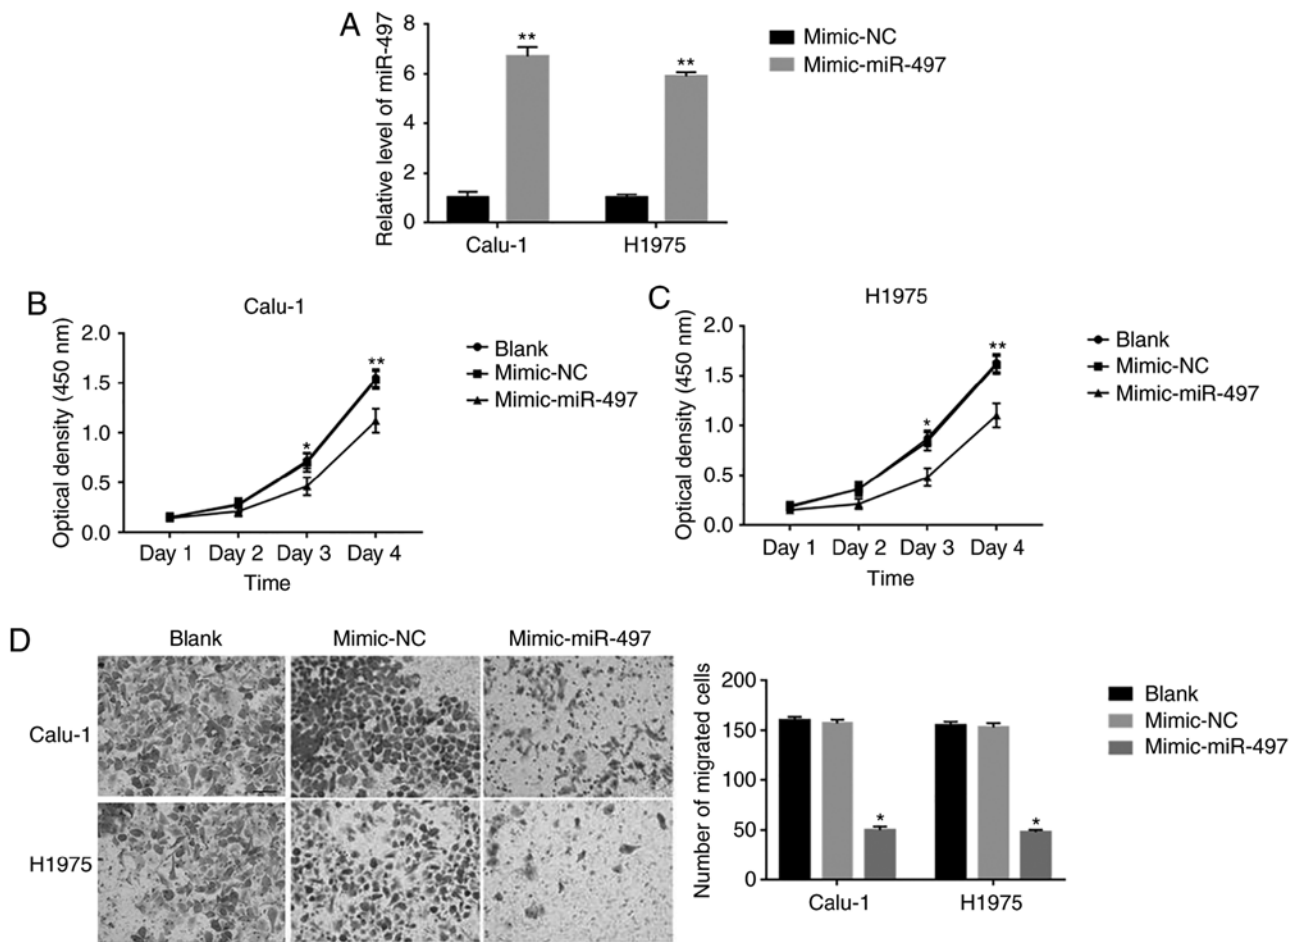 A
Relative level of miR-497
8
6
4
2
0
**
**
Calu-1
H1975
Mimic-NC
Mimic-miR-497
B
Calu-1
Optical density (450 nm)
2.0
1.5
1.0
0.5
0.0
*
**
Day 1 Day 2 Day 3 Day 4
Time
Blank
Mimic-NC
Mimic-miR-497
C
H1975
Optical density (450 nm)
2.0
1.5
1.0
0.5
0.0
*
**
Day 1 Day 2 Day 3 Day 4
Time
Blank
Mimic-NC
Mimic-miR-497
D
Blank
Mimic-NC
Mimic-miR-497
Calu-1
H1975
Number of migrated cells
200
150
100
50
0
*
*
Calu-1
H1975
Blank
Mimic-NC
Mimic-miR-497